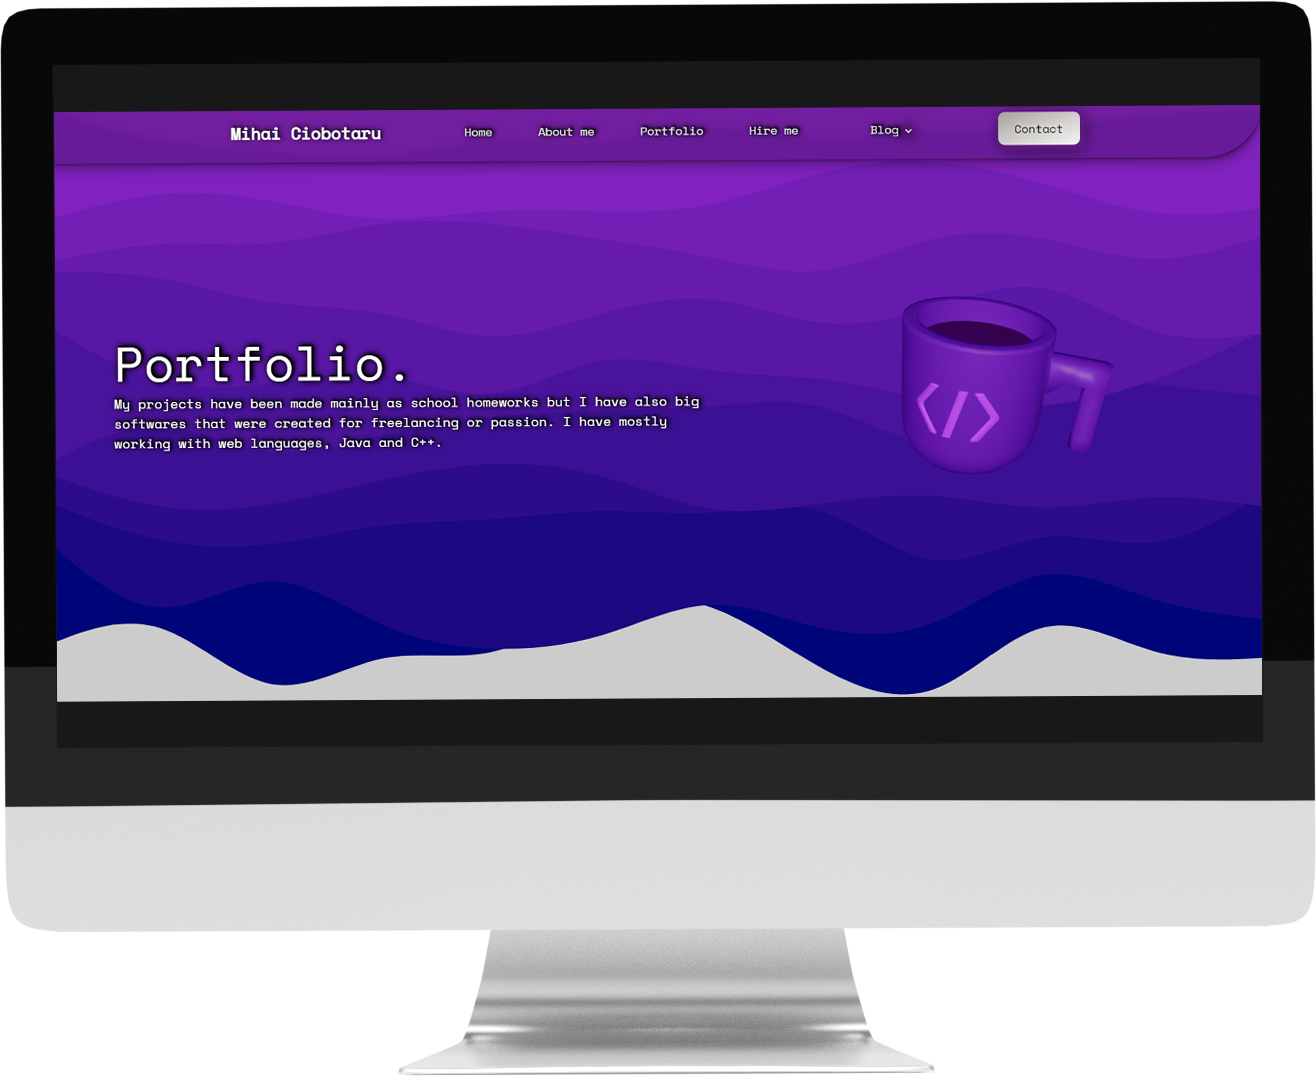 Mihai Ciobotaru Home About me Portfolio Hire me Blog Contact
Portfolio.
My projects have been made mainly as school homeworks but I have also big
softwares that were created for freelancing or passion. I have mostly
working with web languages, Java and C++.
</>